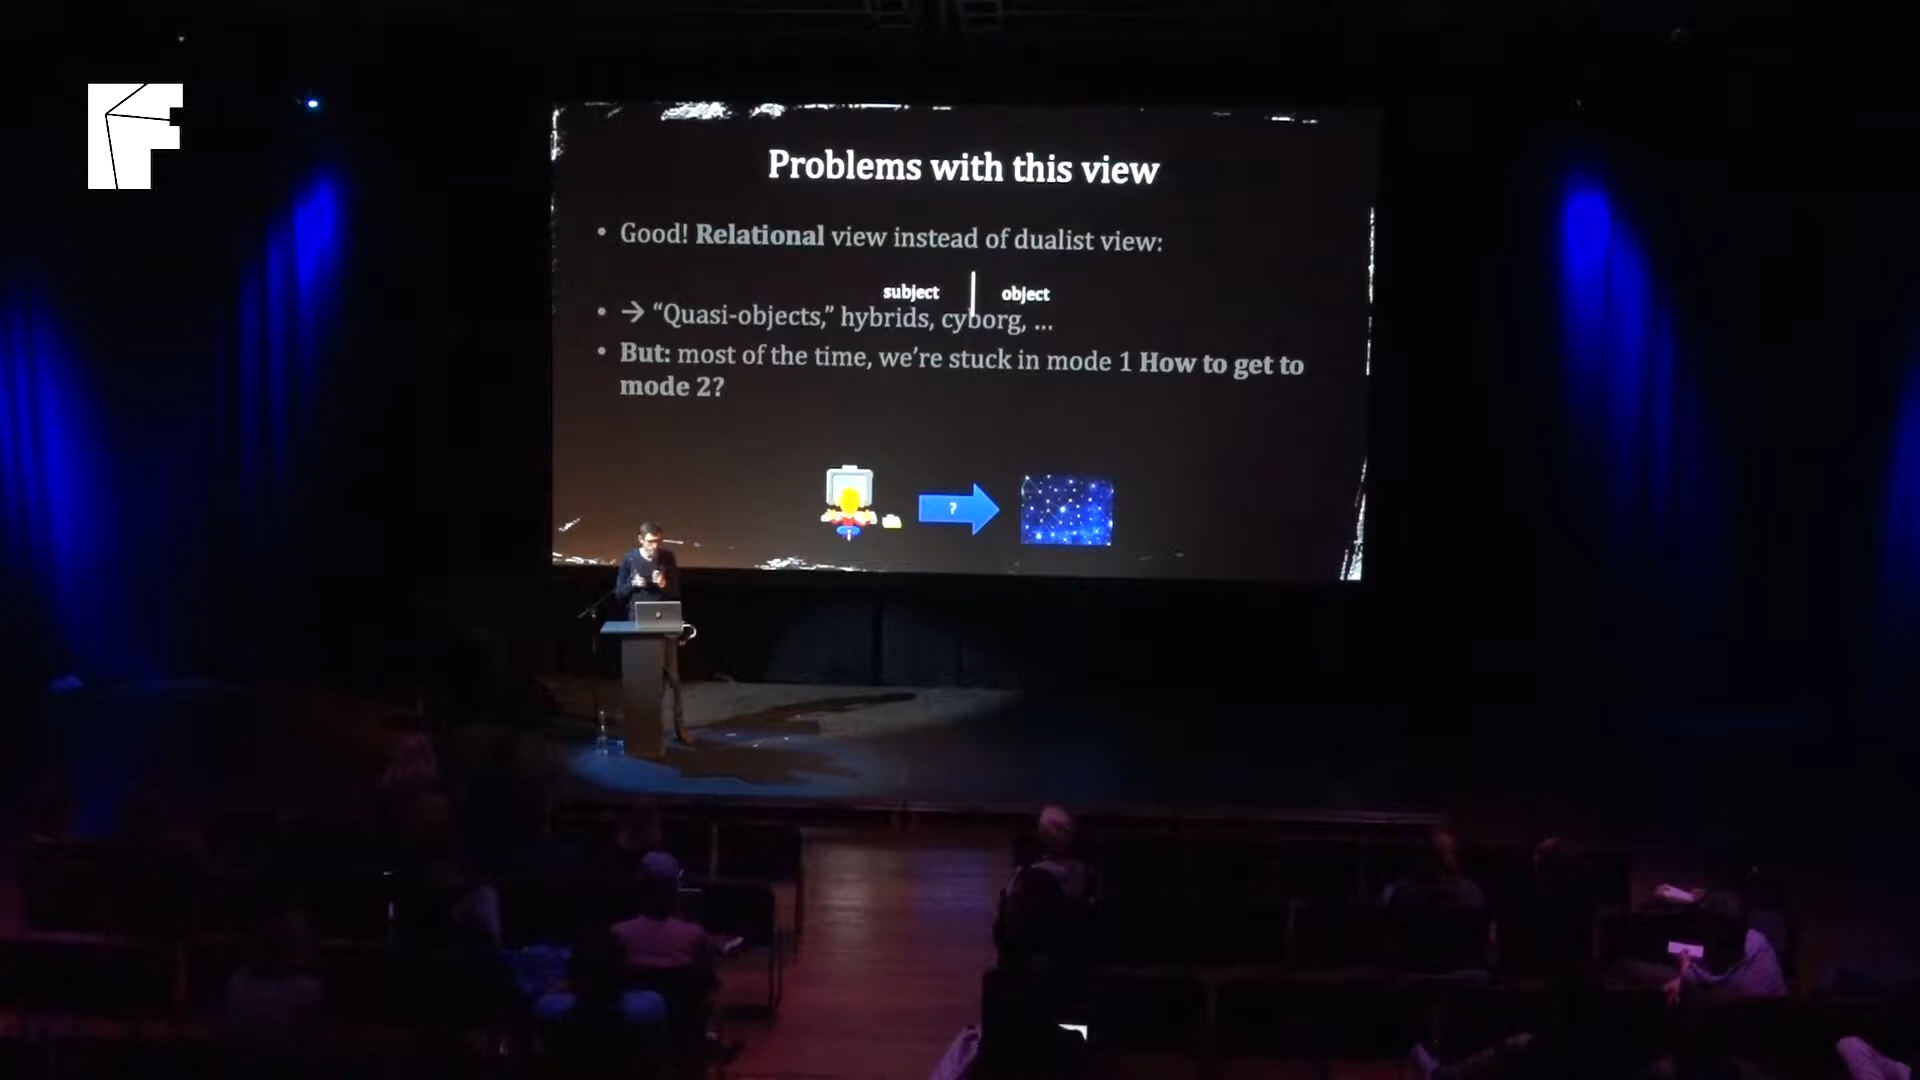 Problems with this view
• Good! Relational view instead of dualist view:
subject | object
• → “Quasi-objects,” hybrids, cyborg, ...
• But: most of the time, we’re stuck in mode 1 How to get to
mode 2?
?
F